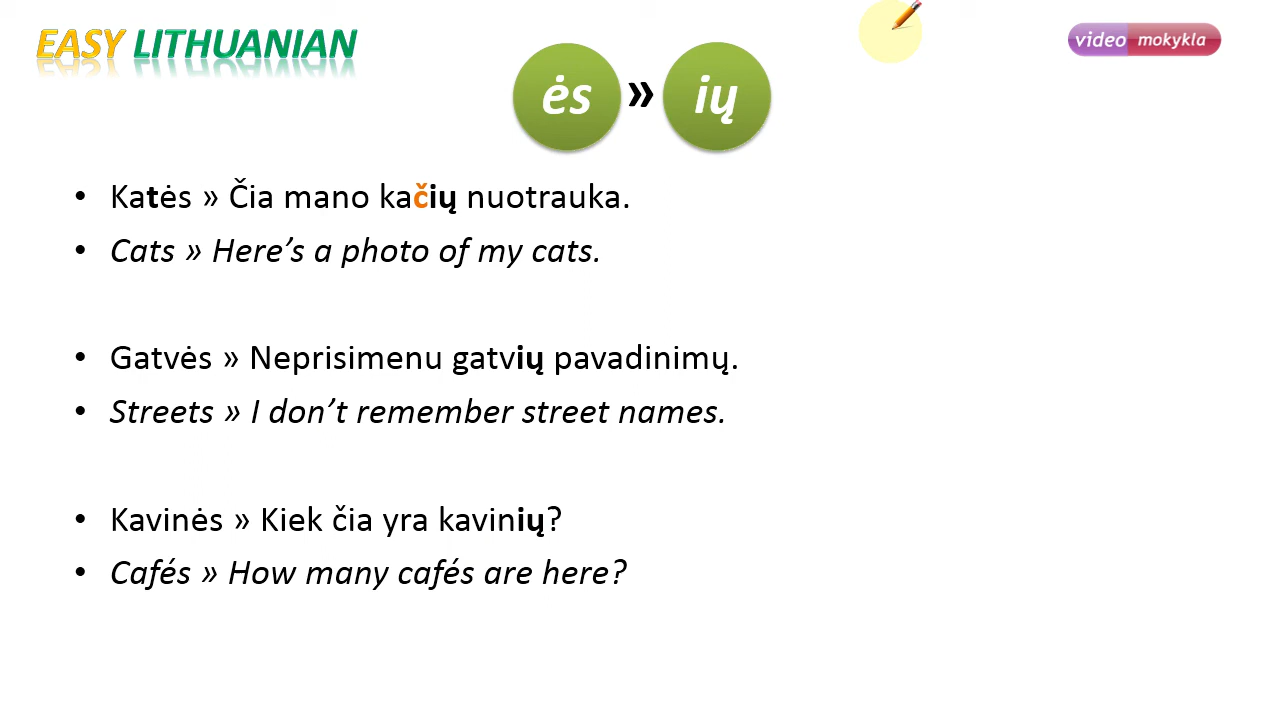 EASY LITHUANIAN
video mokykla
ės » ių
• Katės » Čia mano kačių nuotrauka.
• Cats » Here’s a photo of my cats.
• Gatvės » Neprisimenu gatvių pavadinimų.
• Streets » I don’t remember street names.
• Kavinės » Kiek čia yra kavinių?
• Cafés » How many cafés are here?